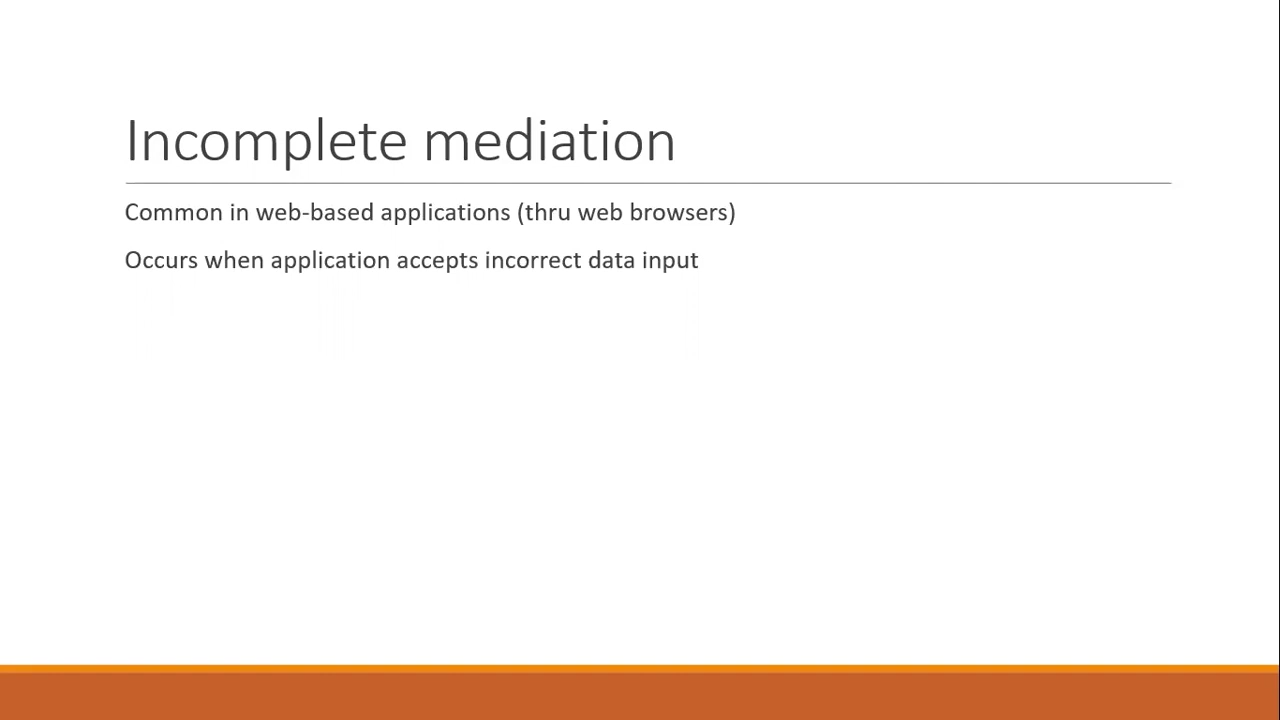 Incomplete mediation
Common in web-based applications (thru web browsers)
Occurs when application accepts incorrect data input